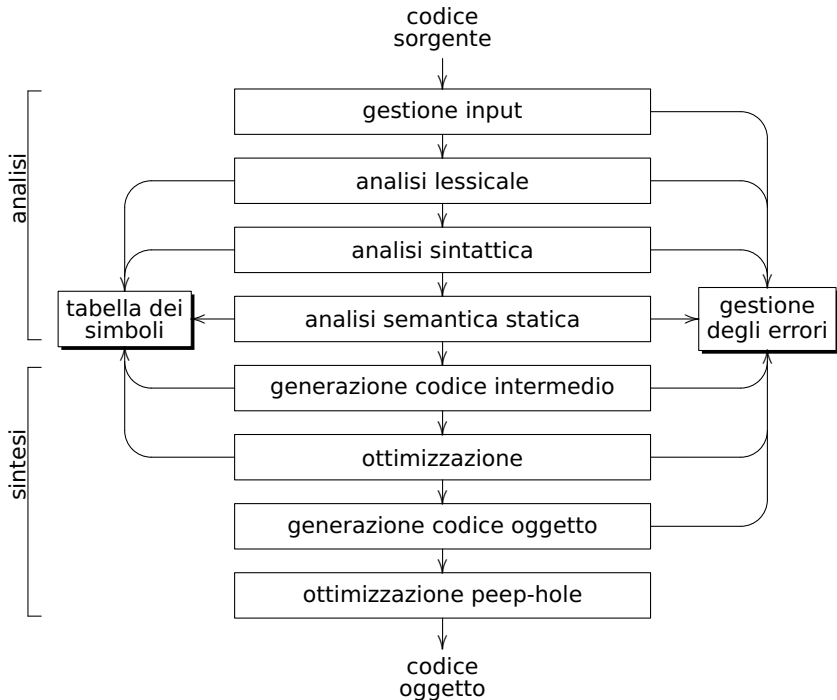 codice
sorgente
gestione input
analisi lessicale
analisi
analisi sintattica
tabella dei
simboli
analisi semantica statica
gestione
degli errori
generazione codice intermedio
sintesi
ottimizzazione
generazione codice oggetto
ottimizzazione peep-hole
codice
oggetto